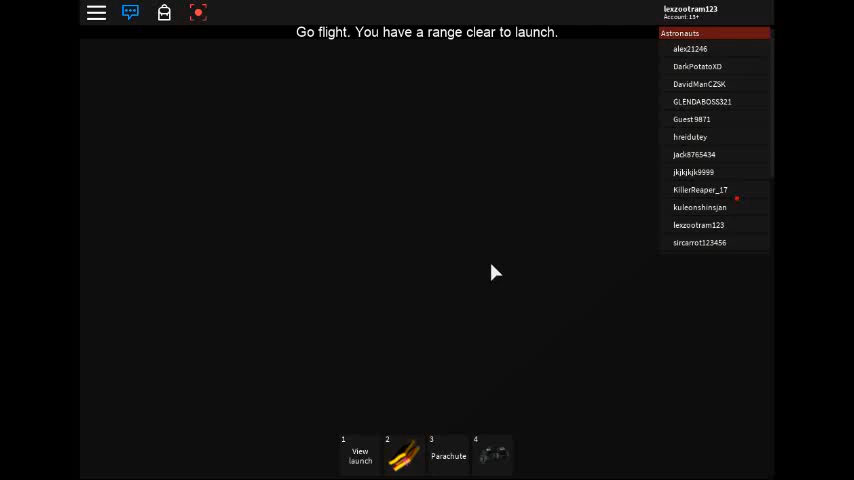 lexzootram123
Account: 13+
Go flight. You have a range clear to launch.
Astronauts
alex21246
DarkPotatoXD
DavidManCZSK
GLENDABOSS321
Guest 9871
hreidutey
jack8765434
jkjkjkjk9999
KillerReaper_17
kuleonshinsjan
lexzootram123
sircarrot123456
1
View
launch
2
3
Parachute
4